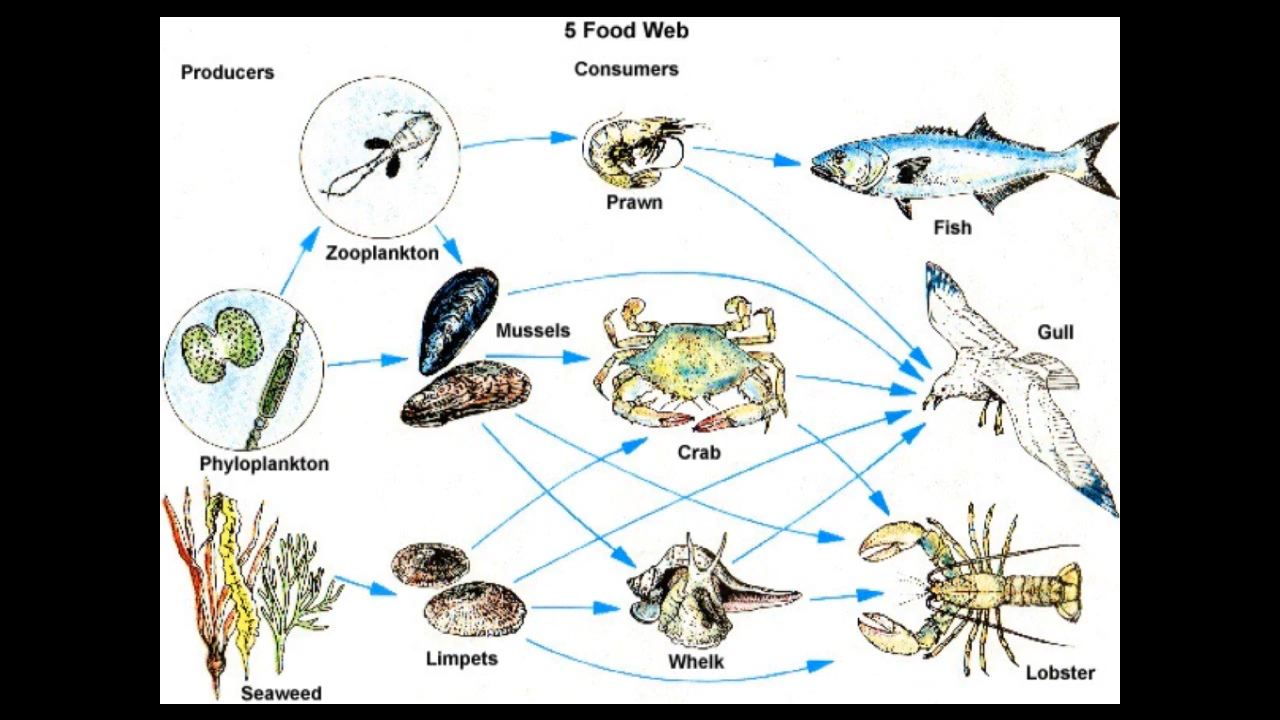 5 Food Web
Producers
Consumers
Zooplankton
Prawn
Fish
Mussels
Gull
Crab
Phyloplankton
Limpets
Whelk
Lobster
Seaweed